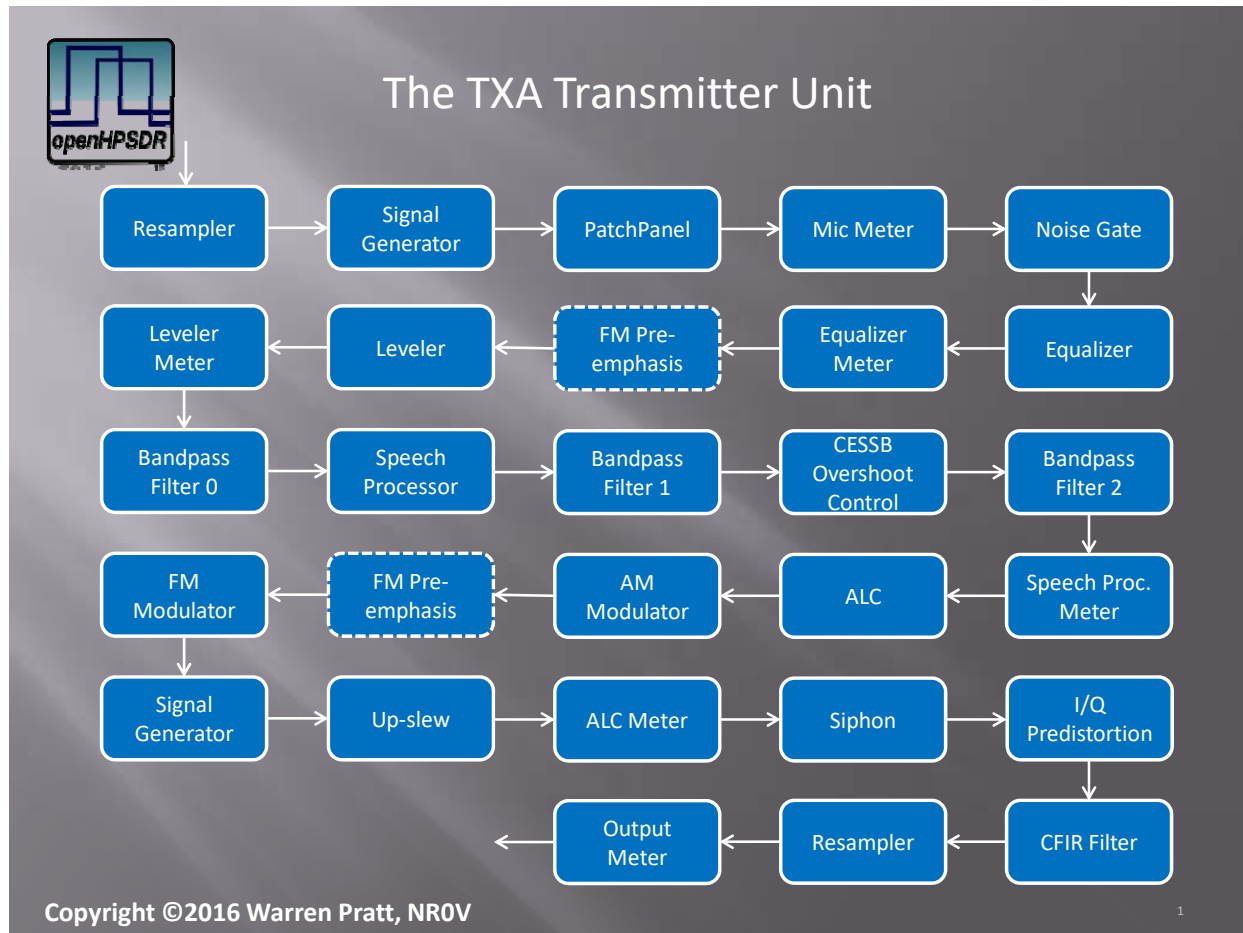 The TXA Transmitter Unit
openHPSDR
Resampler
Signal
Generator
PatchPanel
Mic Meter
Noise Gate
Leveler
Meter
Leveler
FM Pre-
emphasis
Equalizer
Meter
Equalizer
Bandpass
Filter 0
Speech
Processor
Bandpass
Filter 1
CESSB
Overshoot
Control
Bandpass
Filter 2
FM
Modulator
FM Pre-
emphasis
AM
Modulator
ALC
Speech Proc.
Meter
Signal
Generator
Up-slew
ALC Meter
Siphon
I/Q
Predistortion
Output
Meter
Resampler
CFIR Filter
Copyright ©2016 Warren Pratt, NR0V
1